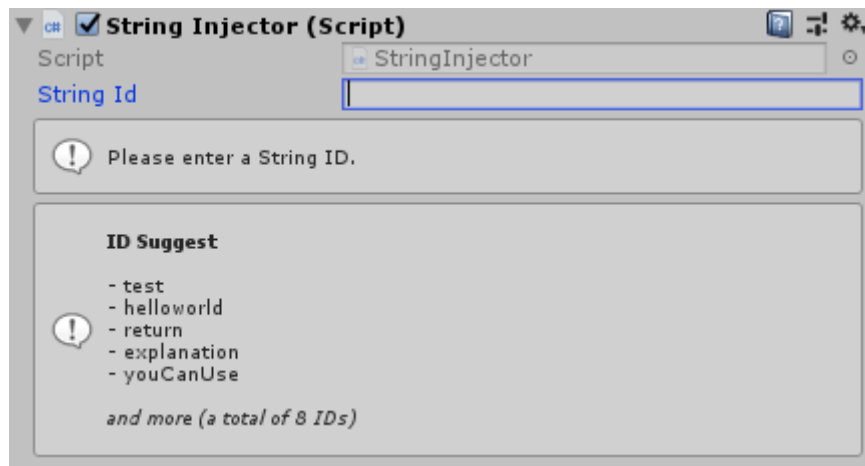 String Injector (Script)
Script StringInjector
String Id
Please enter a String ID.
ID Suggest
- test
- helloworld
- return
- explanation
- youCanUse
and more (a total of 8 IDs)